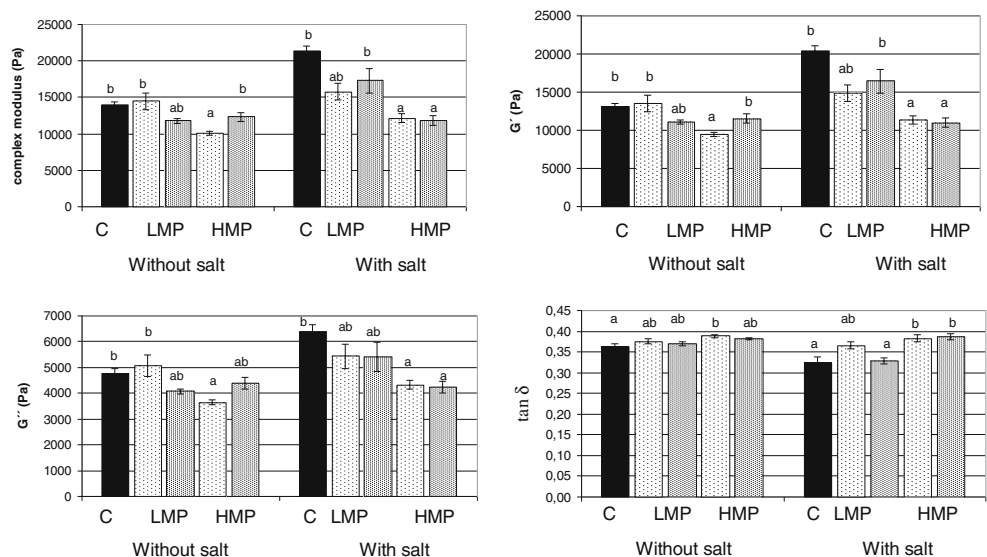 complex modulus (Pa)
25000
20000
15000
10000
5000
0
b b ab a b
b ab b a a
C LMP HMP C LMP HMP
Without salt With salt
G´ (Pa)
25000
20000
15000
10000
5000
0
b b ab a b
b ab b a a
C LMP HMP C LMP HMP
Without salt With salt
G´´ (Pa)
7000
6000
5000
4000
3000
2000
1000
0
b b ab a ab
b ab ab a a
C LMP HMP C LMP HMP
Without salt With salt
tan δ
0,45
0,40
0,35
0,30
0,25
0,20
0,15
0,10
0,05
0,00
a ab ab b ab
a ab a b b
C LMP HMP C LMP HMP
Without salt With salt